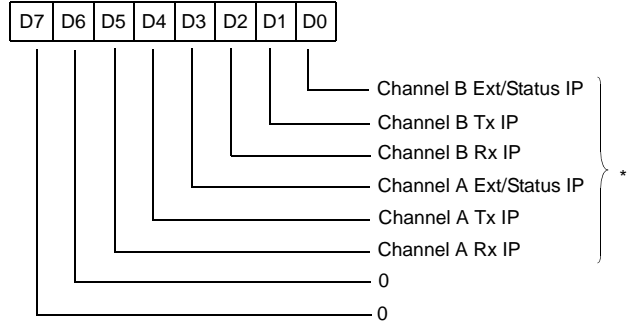 D7 D6 D5 D4 D3 D2 D1 D0
Channel B Ext/Status IP
Channel B Tx IP
Channel B Rx IP
Channel A Ext/Status IP
*
Channel A Tx IP
Channel A Rx IP
0
0